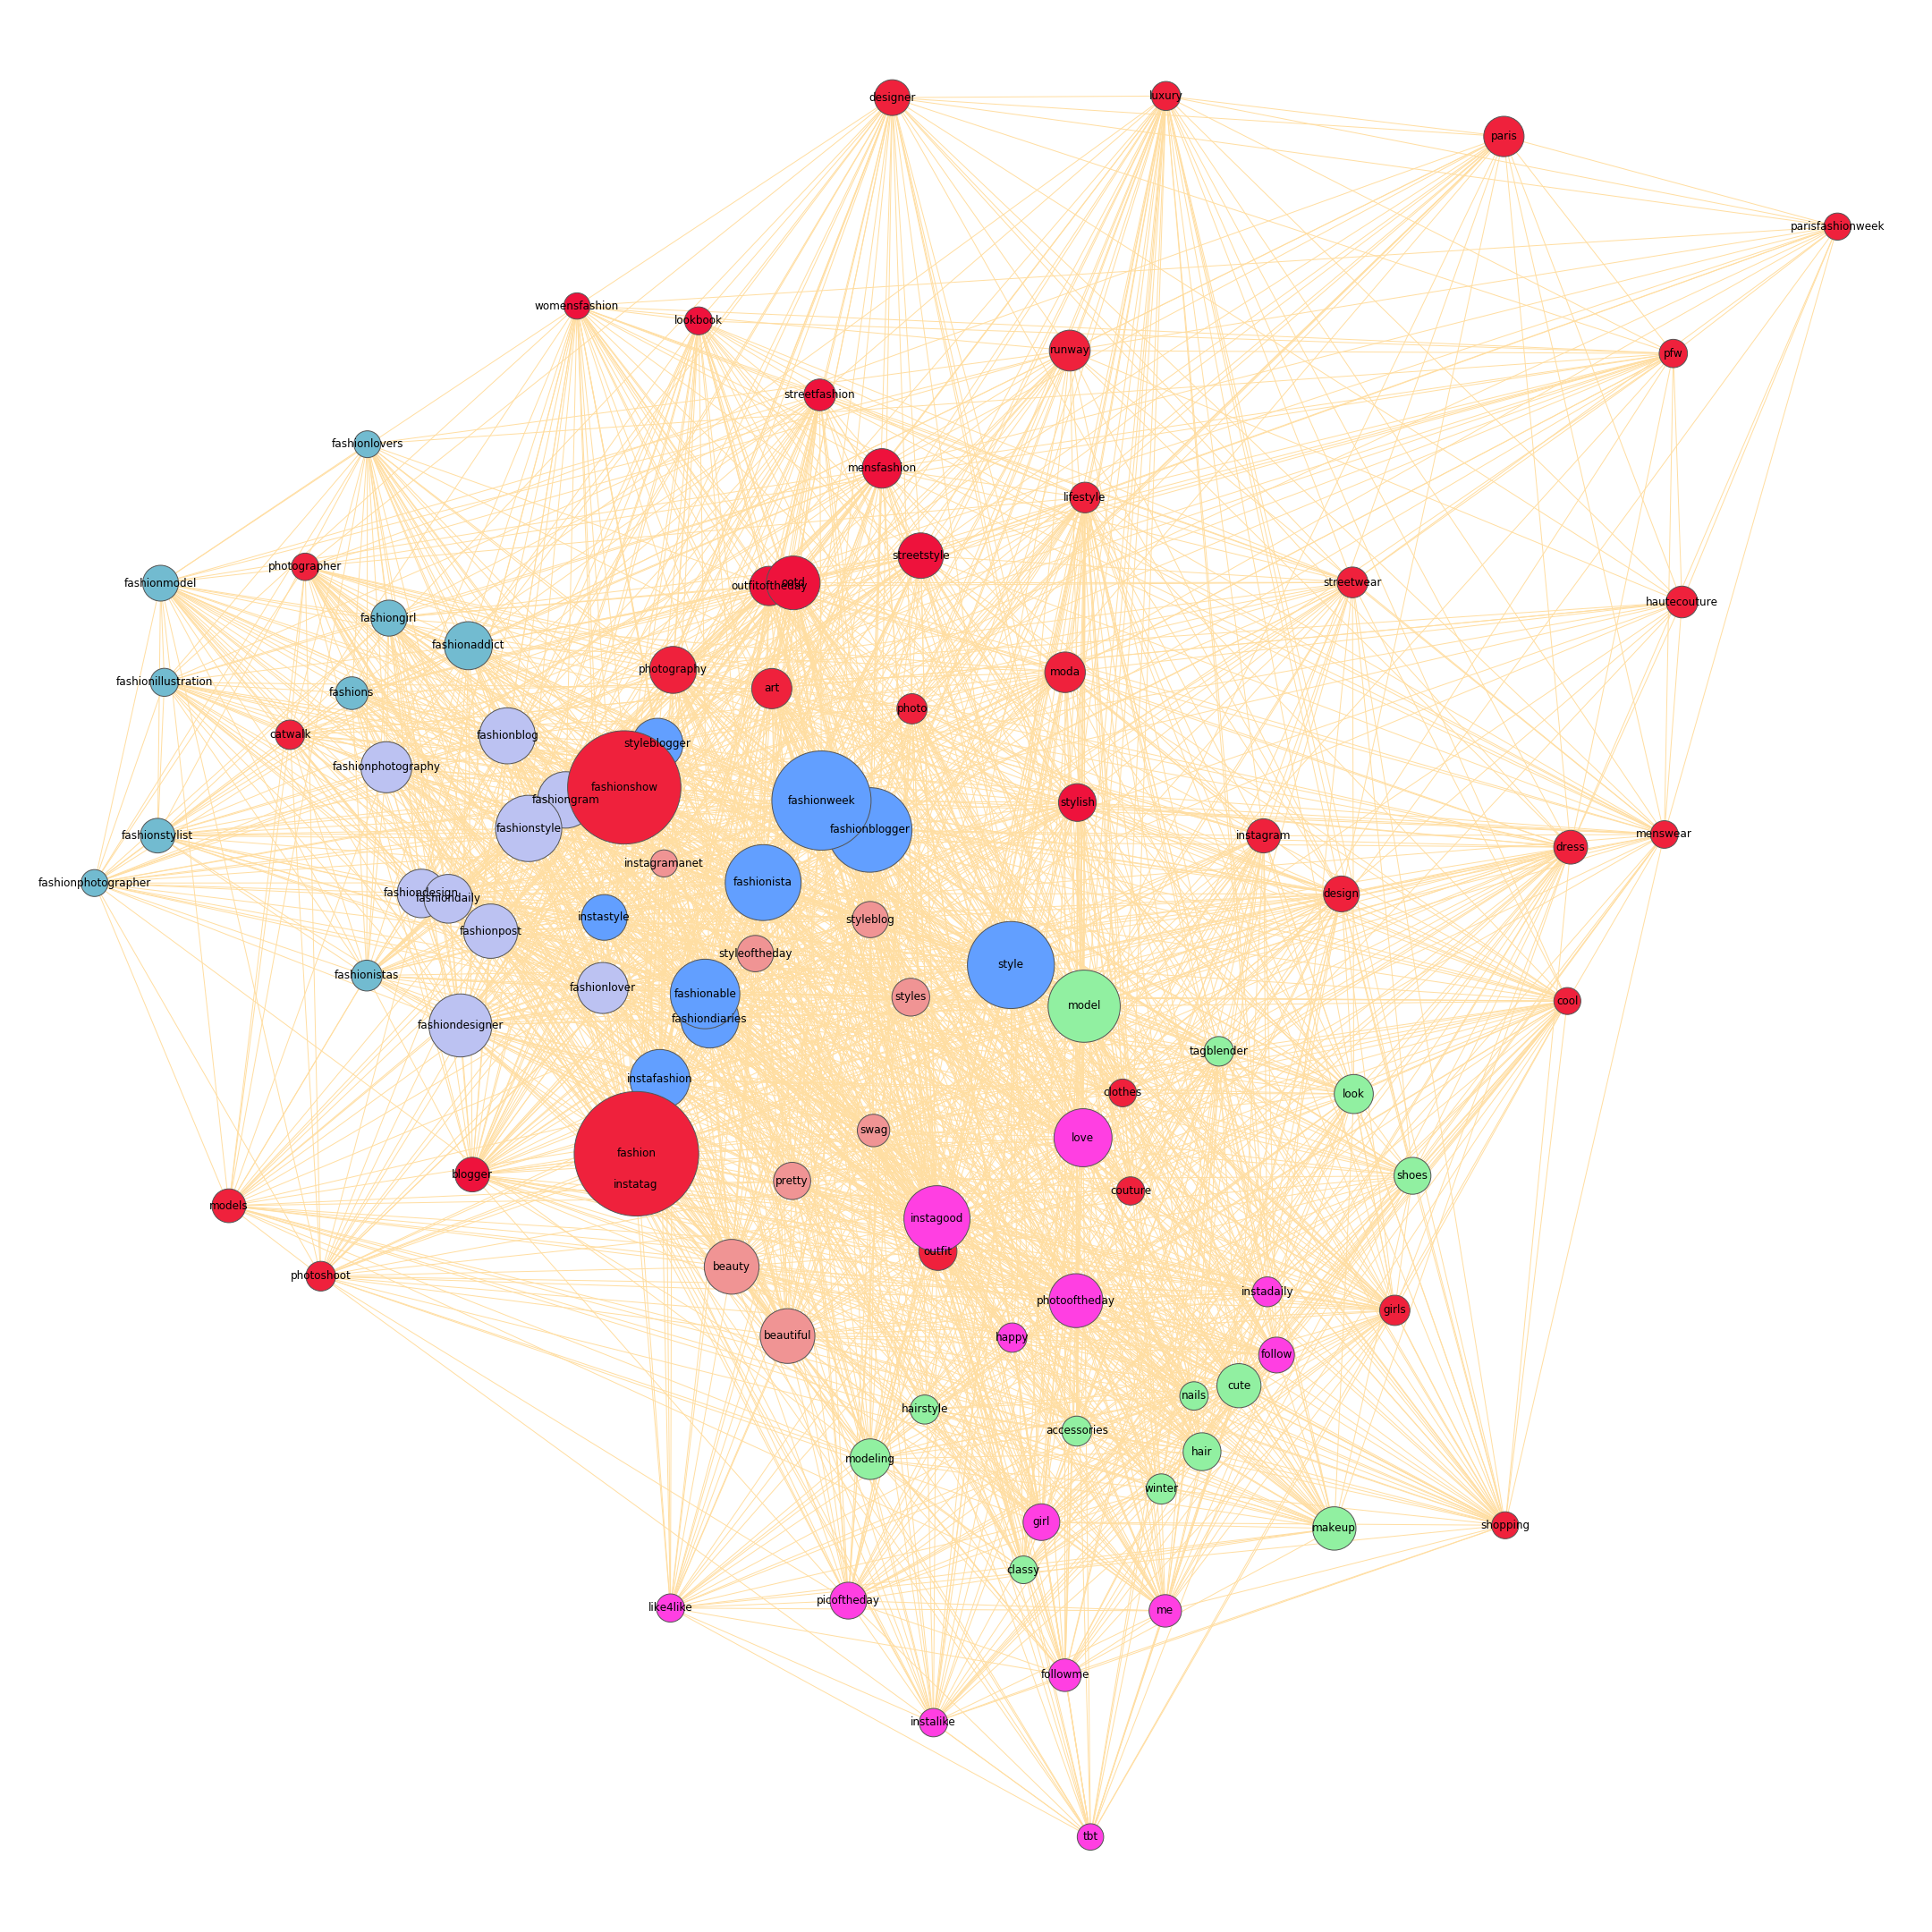 designer
luxury
paris
parisfashionweek
womensfashion
lookbook
runway
pfw
streetfashion
fashionlovers
mensfashion
lifestyle
streetstyle
photographer
fashionmodel
outfitoftheday
ootd
streetwear
hautecouture
fashiongirl
fashionaddict
photography
moda
fashionillustration
fashions
art
photo
catwalk
fashionblog
styleblogger
fashionphotography
fashionshow
fashiongram
fashionweek
stylish
fashionstyle
fashionblogger
fashionstylist
instagram
menswear
dress
instagramanet
fashionphotographer
fashionista
fashiondesign
fashiondaily
design
instastyle
styleblog
fashionpost
styleoftheday
style
fashionistas
fashionlover
fashionable
styles
cool
model
fashiondiaries
fashiondesigner
tagblender
instafashion
clothes
look
swag
love
fashion
blogger
pretty
shoes
instatag
couture
models
instagood
outfit
beauty
photoshoot
instadaily
photooftheday
girls
beautiful
happy
follow
cute
nails
hairstyle
accessories
hair
modeling
winter
girl
shopping
makeup
classy
like4like
picoftheday
me
followme
instalike
tbt